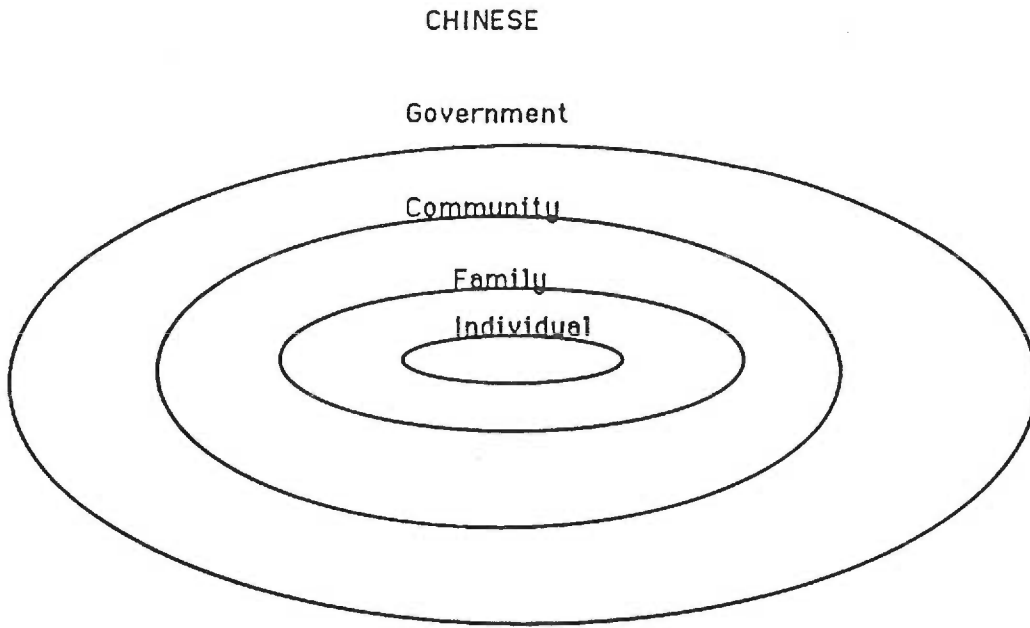 CHINESE
Government
Community
Family
Individual